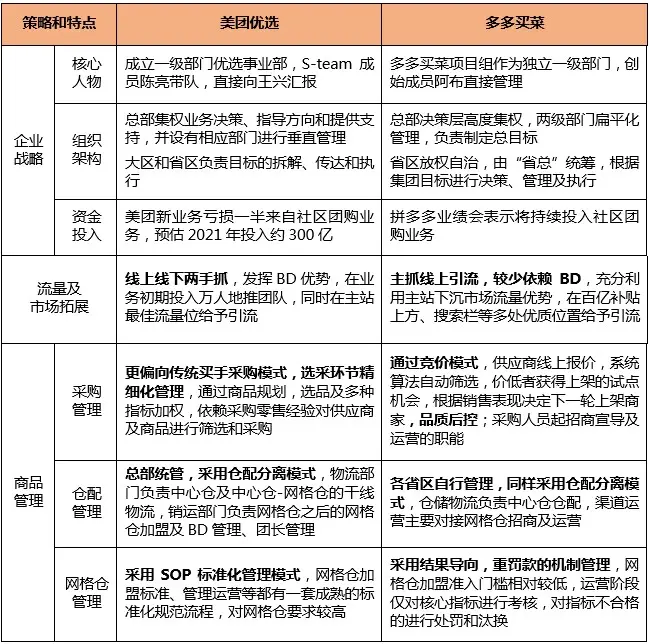 策略和特点
美团优选
多多买菜
企业
战略
核心
人物
成立一级部门优选事业部，S-team 成
员陈亮带队，直接向王兴汇报
多多买菜项目组作为独立一级部门，创
始成员阿布直接管理
组织
架构
总部集权业务决策、指导方向和提供支
持，并设有相应部门进行垂直管理
大区和省区负责目标的拆解、传达和执
行
总部决策层高度集权，两级部门扁平化
管理，负责制定总目标
省区放权自治，由“省总”统筹，根据
集团目标进行决策、管理及执行
资金
投入
美团新业务亏损一半来自社区团购业
务，预估 2021 年投入约 300 亿
拼多多业绩会表示将持续投入社区团
购业务
流量及
市场拓展
线上线下两手抓，发挥 BD 优势，在业
务初期投入万人地推团队，同时在主站
最佳流量位给予引流
主抓线上引流，较少依赖 BD，充分利
用主站下沉市场流量优势，在百亿补贴
上方、搜索栏等多处优质位置给予引流
商品
管理
采购
管理
更偏向传统买手采购模式，选采环节精
细化管理，通过商品规划，选品及多种
指标加权，依赖采购零售经验对供应商
及商品进行筛选和采购
通过竞价模式，供应商线上报价，系统
算法自动筛选，价低者获得上架的试点
机会，根据销售表现决定下一轮上架商
家，品质后控；采购人员起招商宣导及
运营的职能
仓配
管理
总部统管，采用仓配分离模式，物流部
门负责中心仓及中心仓-网格仓的干线
物流，销运部门负责网格仓之后的网格
仓加盟及 BD 管理、团长管理
各省区自行管理，同样采用仓配分离模
式，仓储物流负责中心仓仓配，渠道运
营主要对接网格仓招商及运营
网格仓
管理
采用 SOP 标准化管理模式，网格仓加
盟标准、管理运营等都有一套成熟的标
准化规范流程，对网格仓要求较高
采用结果导向，重罚款的机制管理，网
格仓加盟准入门槛相对较低，运营阶段
仅对核心指标进行考核，对指标不合格
的进行处罚和汰换